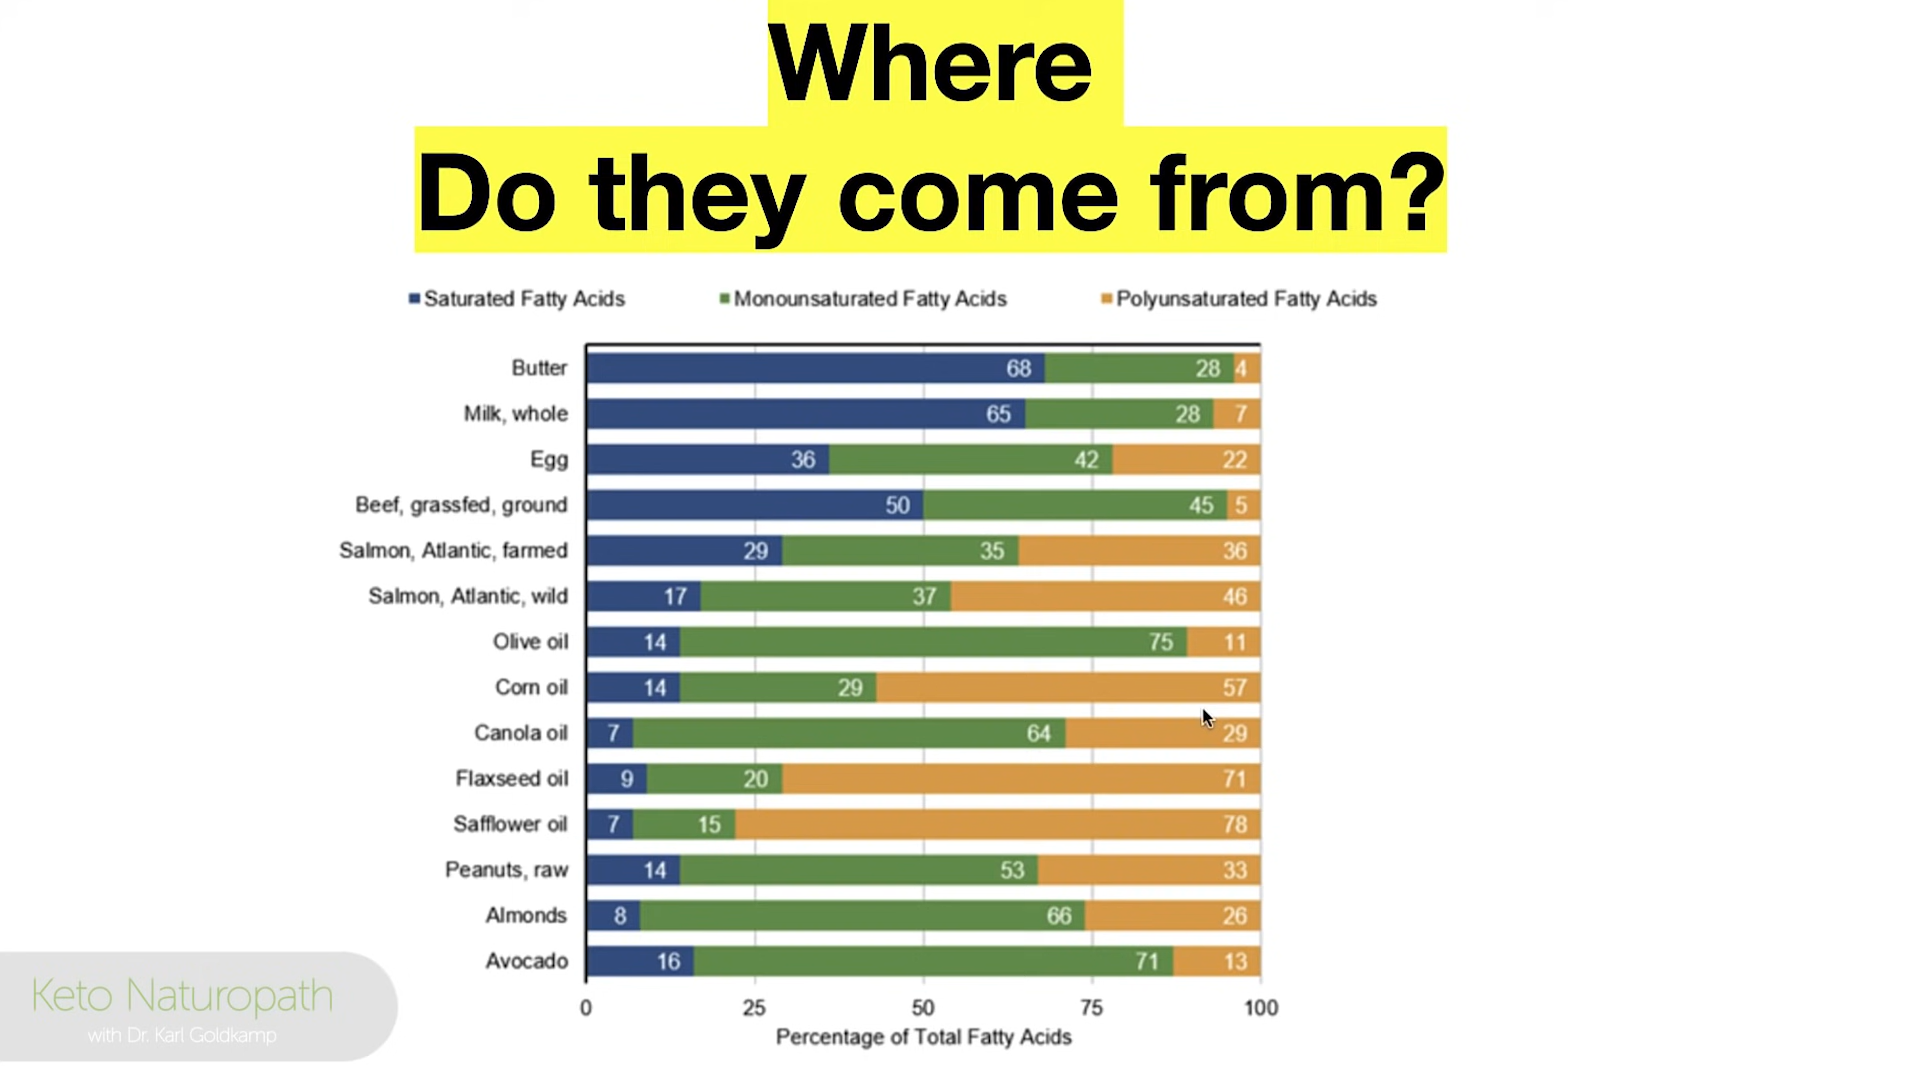 Where
Do they come from?
Saturated Fatty Acids Monounsaturated Fatty Acids Polyunsaturated Fatty Acids
Butter 68 28 4
Milk, whole 65 28 7
Egg 36 42 22
Beef, grassfed, ground 50 45 5
Salmon, Atlantic, farmed 29 35 36
Salmon, Atlantic, wild 17 37 46
Olive oil 14 75 11
Corn oil 14 29 57
Canola oil 7 64 29
Flaxseed oil 9 20 71
Safflower oil 7 15 78
Peanuts, raw 14 53 33
Almonds 8 66 26
Avocado 16 71 13
0 25 50 75 100
Percentage of Total Fatty Acids
Keto Naturopath
with Dr. Karl Goldkamp